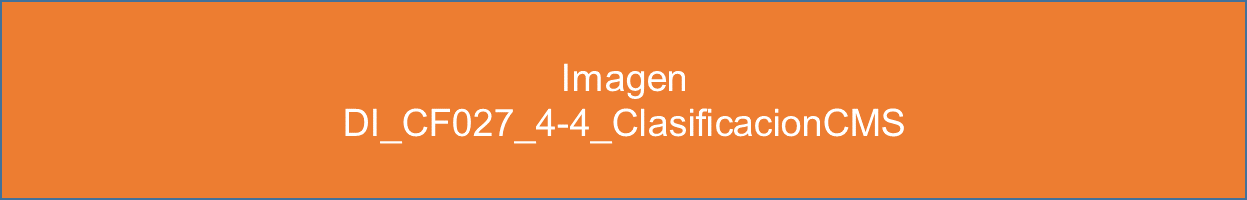 Imagen
DI_CF027_4-4_ClasificacionCMS